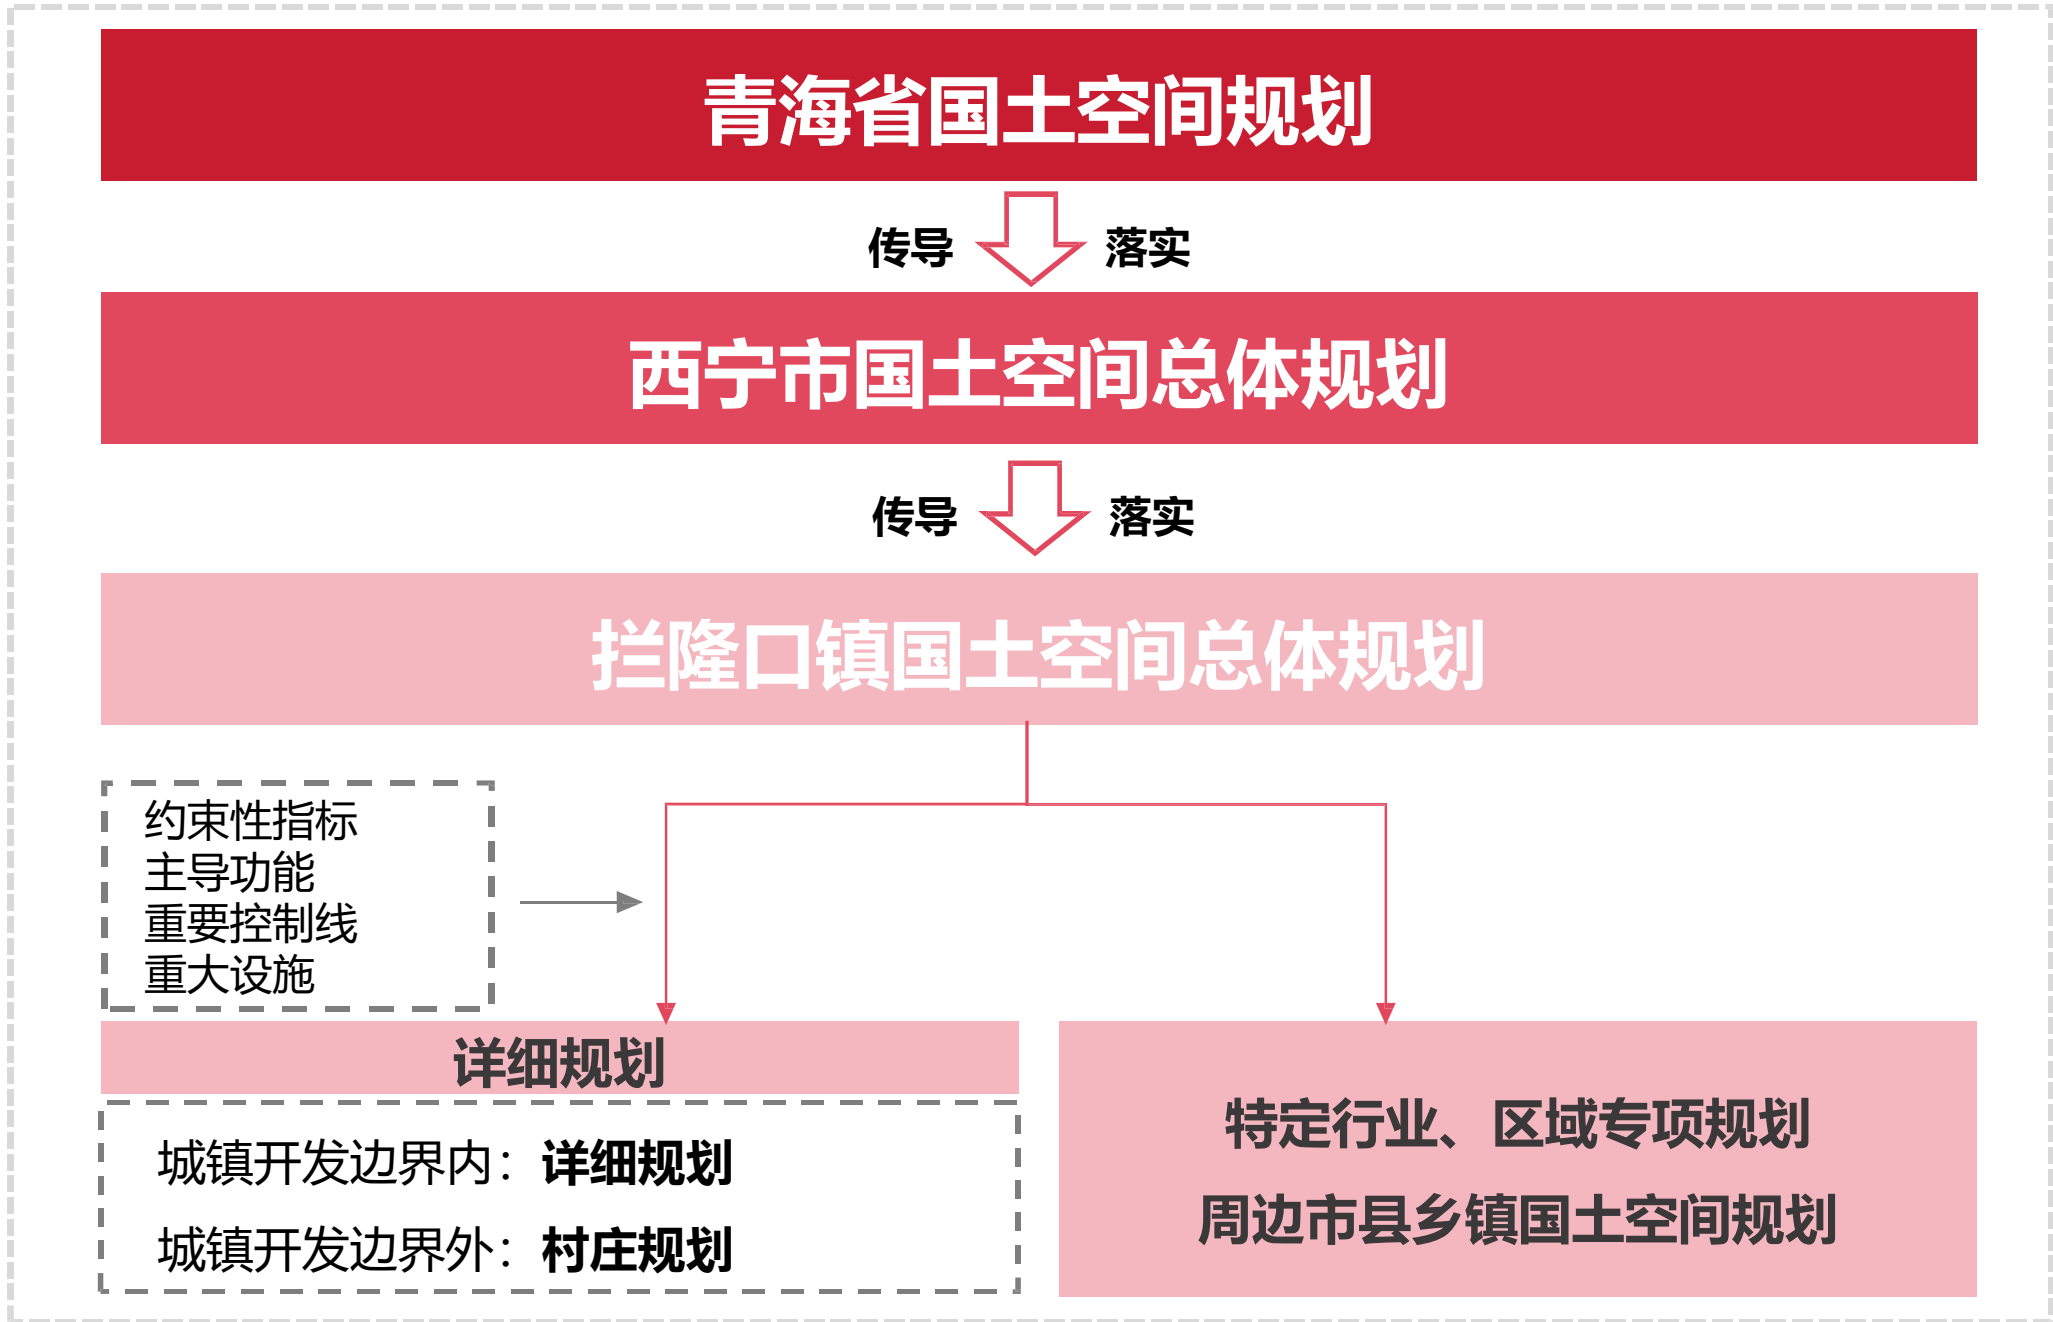 青海省国土空间规划
传导 落实
西宁市国土空间总体规划
传导 落实
拦隆口镇国土空间总体规划
约束性指标
主导功能
重要控制线
重大设施
详细规划
城镇开发边界内：详细规划
城镇开发边界外：村庄规划
特定行业、区域专项规划
周边市县乡镇国土空间规划